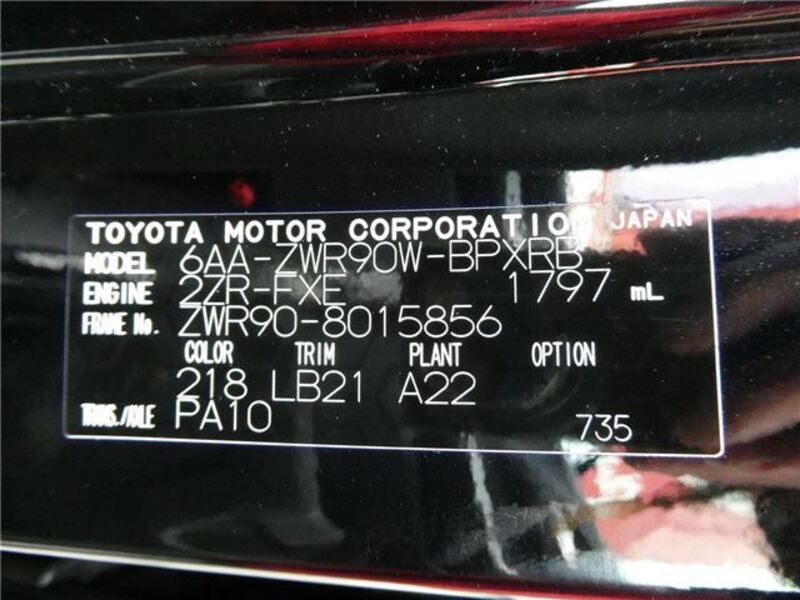 TOYOTA MOTOR CORPORATION JAPAN
MODEL 6AA-ZWR90W-BPXRB
ENGINE 2ZR-FXE 1797 mL
FRAME No. ZWR90-8015856
COLOR TRIM PLANT OPTION
218 LB21 A22
TRANS./AXLE PA10 735